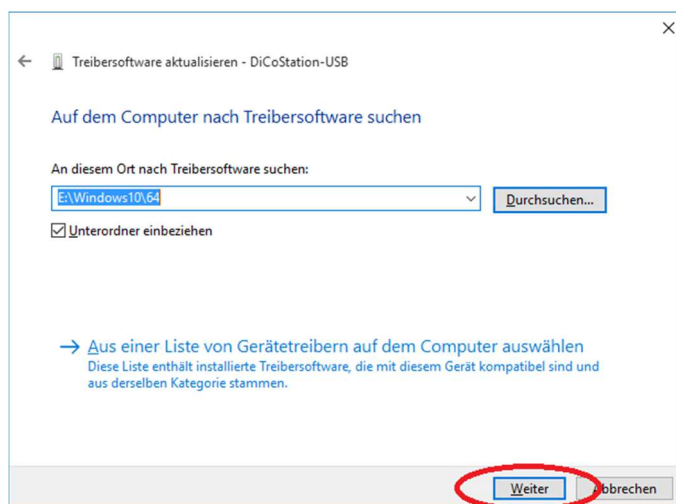 Treibersoftware aktualisieren - DiCoStation-USB
Auf dem Computer nach Treibersoftware suchen
An diesem Ort nach Treibersoftware suchen:
E:\Windows10\64
Durchsuchen...
Unterordner einbeziehen
Aus einer Liste von Gerätetreibern auf dem Computer auswählen
Diese Liste enthält installierte Treibersoftware, die mit diesem Gerät kompatibel sind und
aus derselben Kategorie stammen.
Weiter
Abbrechen